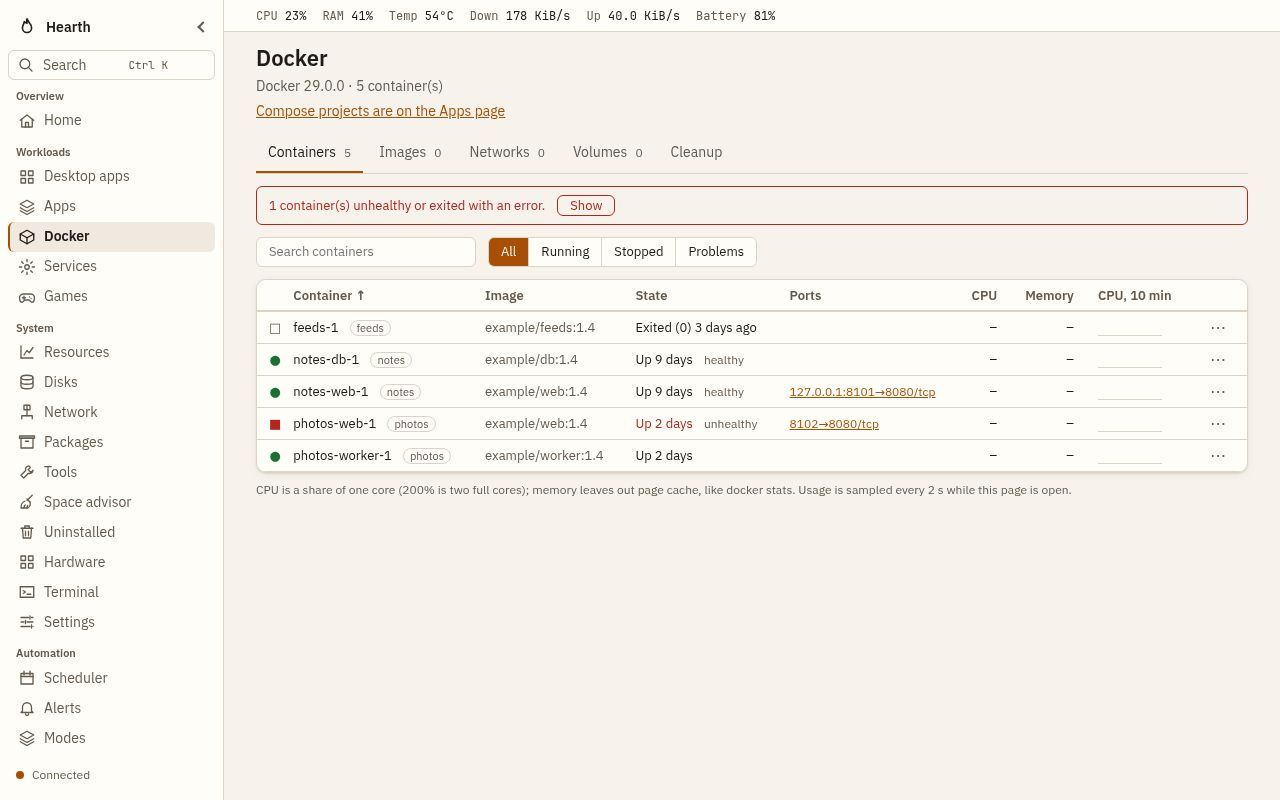 Hearth
Search Ctrl K
Overview
Home
Workloads
Desktop apps
Apps
Docker
Services
Games
System
Resources
Disks
Network
Packages
Tools
Space advisor
Uninstalled
Hardware
Terminal
Settings
Automation
Scheduler
Alerts
Modes
Connected
CPU 23% RAM 41% Temp 54°C Down 178 KiB/s Up 40.0 KiB/s Battery 81%
Docker
Docker 29.0.0 · 5 container(s)
Compose projects are on the Apps page
Containers 5 Images 0 Networks 0 Volumes 0 Cleanup
1 container(s) unhealthy or exited with an error. Show
Search containers All Running Stopped Problems
Container ↑ Image State Ports CPU Memory CPU, 10 min
feeds-1 feeds example/feeds:1.4 Exited (0) 3 days ago – – ···
notes-db-1 notes example/db:1.4 Up 9 days healthy – – ···
notes-web-1 notes example/web:1.4 Up 9 days healthy 127.0.0.1:8101→8080/tcp – – ···
photos-web-1 photos example/web:1.4 Up 2 days unhealthy 8102→8080/tcp – – ···
photos-worker-1 photos example/worker:1.4 Up 2 days – – ···
CPU is a share of one core (200% is two full cores); memory leaves out page cache, like docker stats. Usage is sampled every 2 s while this page is open.